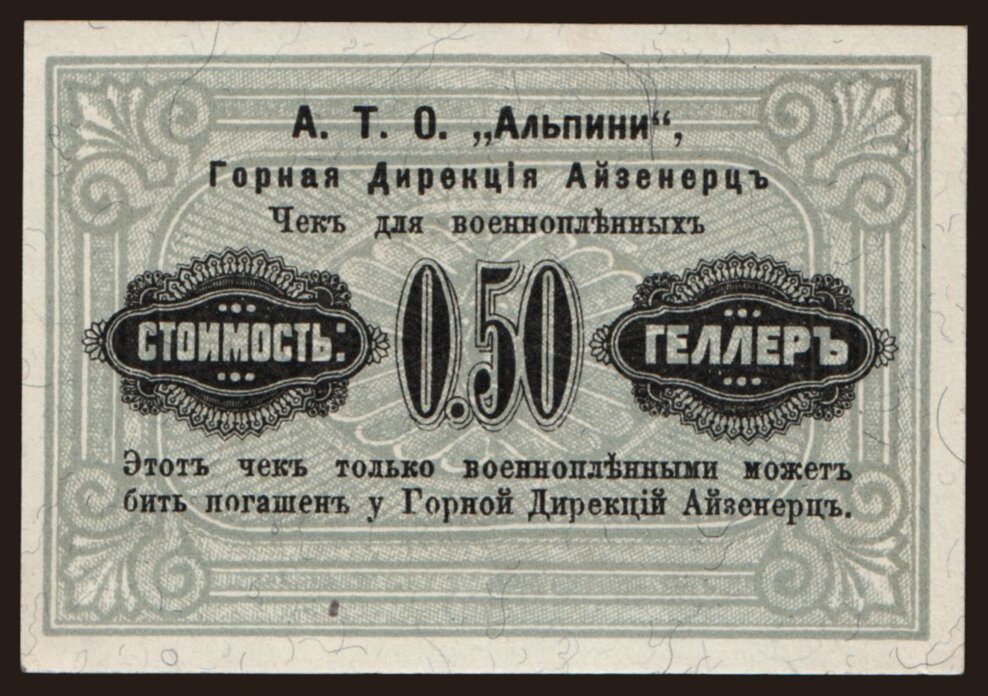 А. Т. О. „Альпини“,
Горная Дирекція Айзенерцъ
Чекъ для военноплѣнныхъ
СТОИМОСТЬ: 0.50 ГЕЛЛЕРЪ
Этотъ чекъ только военноплѣнными можетъ
бить погашенъ у Горной Дирекцій Айзенерцъ.